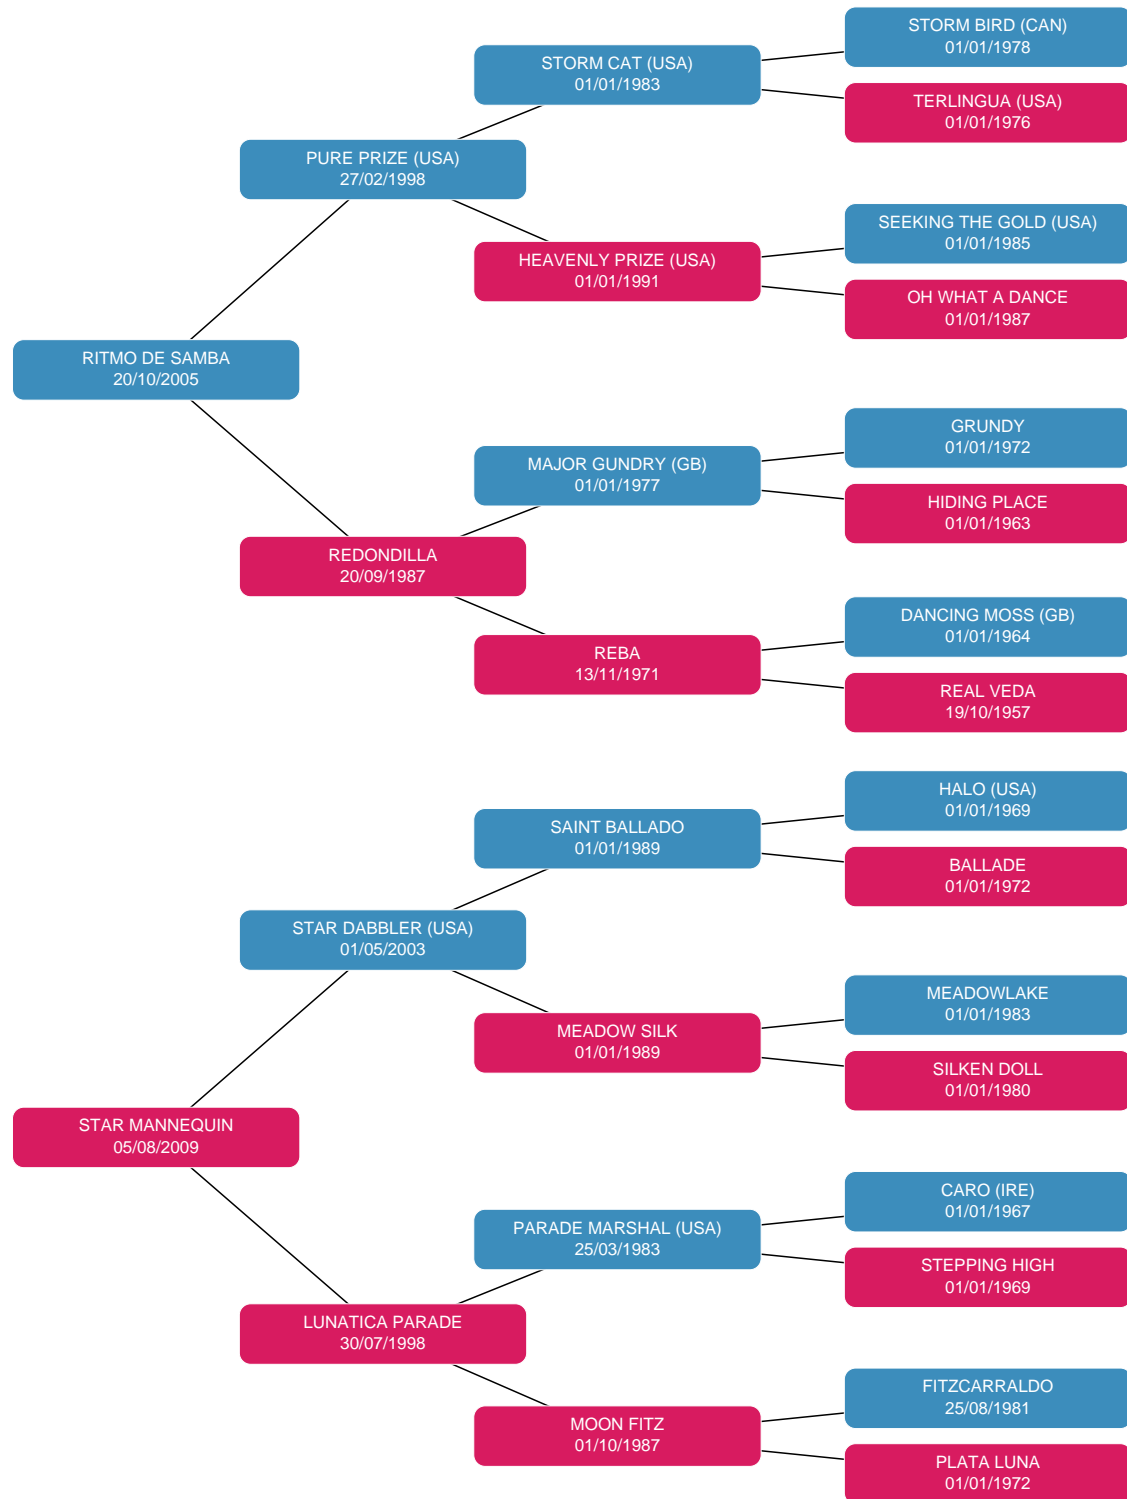 STORM BIRD (CAN)
01/01/1978
STORM CAT (USA)
01/01/1983
TERLINGUA (USA)
01/01/1976
PURE PRIZE (USA)
27/02/1998
SEEKING THE GOLD (USA)
01/01/1985
HEAVENLY PRIZE (USA)
01/01/1991
OH WHAT A DANCE
01/01/1987
RITMO DE SAMBA
20/10/2005
GRUNDY
01/01/1972
MAJOR GUNDRY (GB)
01/01/1977
HIDING PLACE
01/01/1963
REDONDILLA
20/09/1987
DANCING MOSS (GB)
01/01/1964
REBA
13/11/1971
REAL VEDA
19/10/1957
HALO (USA)
01/01/1969
SAINT BALLADO
01/01/1989
BALLADE
01/01/1972
STAR DABBLER (USA)
01/05/2003
MEADOWLAKE
01/01/1983
MEADOW SILK
01/01/1989
SILKEN DOLL
01/01/1980
STAR MANNEQUIN
05/08/2009
CARO (IRE)
01/01/1967
PARADE MARSHAL (USA)
25/03/1983
STEPPING HIGH
01/01/1969
LUNATICA PARADE
30/07/1998
FITZCARRALDO
25/08/1981
MOON FITZ
01/10/1987
PLATA LUNA
01/01/1972